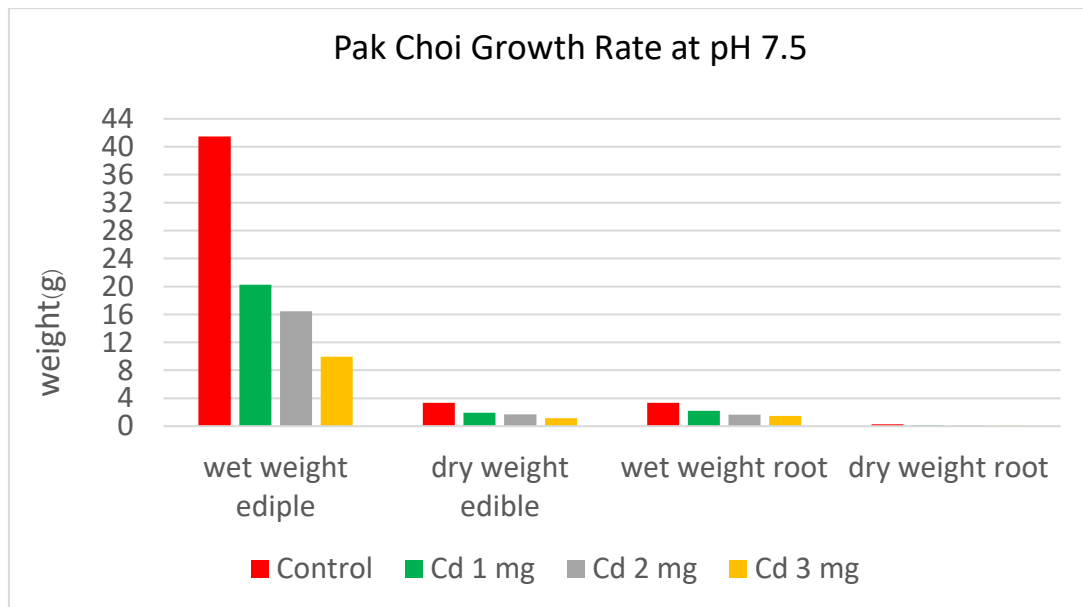 Pak Choi Growth Rate at pH 7.5
weight(g)
44
40
36
32
28
24
20
16
12
8
4
0
wet weight
ediple
dry weight
edible
wet weight root
dry weight root
Control
Cd 1 mg
Cd 2 mg
Cd 3 mg